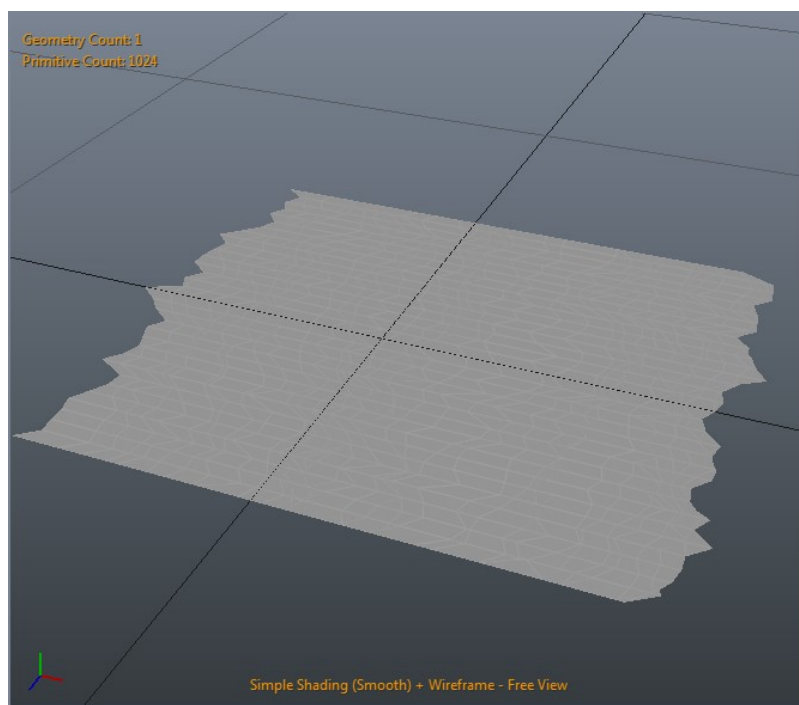 Geometry Count: 1
Primitive Count: 1024
Simple Shading (Smooth) + Wireframe - Free View